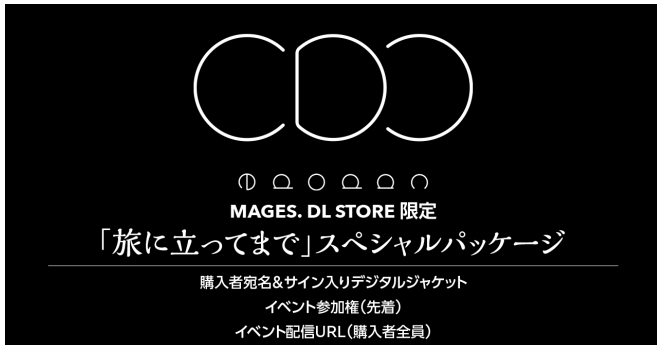 MAGES. DL STORE 限定
「旅に立ってまで」スペシャルパッケージ
購入者宛名&サイン入りデジタルジャケット
イベント参加権(先着)
イベント配信URL(購入者全員)